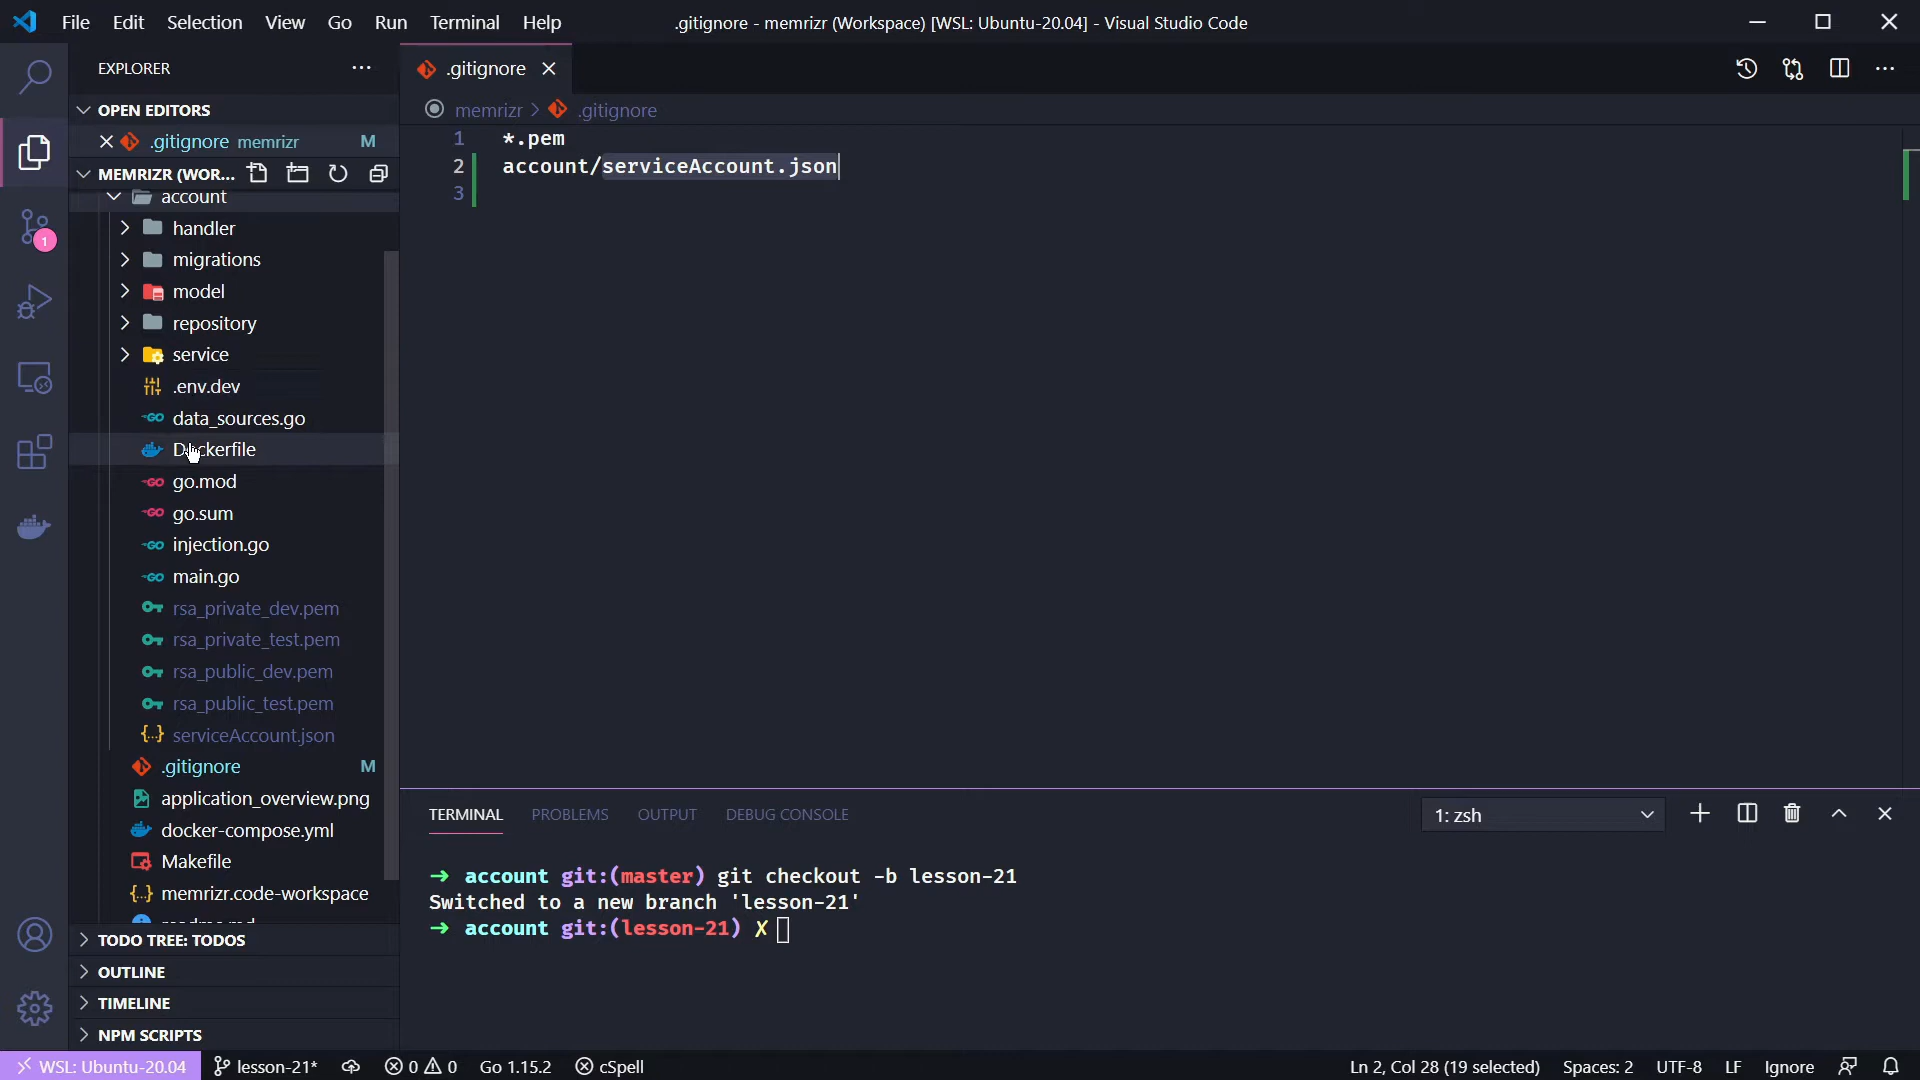 File Edit Selection View Go Run Terminal Help
.gitignore - memrizr (Workspace) [WSL: Ubuntu-20.04] - Visual Studio Code
EXPLORER
OPEN EDITORS
.gitignore memrizr M
MEMRIZR (WOR...
account
handler
migrations
model
repository
service
.env.dev
data_sources.go
Dockerfile
go.mod
go.sum
injection.go
main.go
rsa_private_dev.pem
rsa_private_test.pem
rsa_public_dev.pem
rsa_public_test.pem
serviceAccount.json
.gitignore M
application_overview.png
docker-compose.yml
Makefile
memrizr.code-workspace
TODO TREE: TODOS
OUTLINE
TIMELINE
NPM SCRIPTS
1
.gitignore
memrizr > .gitignore
1 *.pem
2 account/serviceAccount.json
3
TERMINAL PROBLEMS OUTPUT DEBUG CONSOLE
1: zsh
→ account git:(master) git checkout -b lesson-21
Switched to a new branch 'lesson-21'
→ account git:(lesson-21) ✗
WSL: Ubuntu-20.04 lesson-21* 0 0 Go 1.15.2 cSpell
Ln 2, Col 28 (19 selected) Spaces: 2 UTF-8 LF Ignore